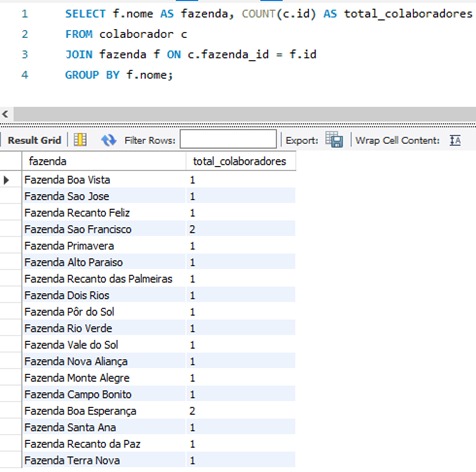 1 SELECT f.nome AS fazenda, COUNT(c.id) AS total_colaboradores
2 FROM colaborador c
3 JOIN fazenda f ON c.fazenda_id = f.id
4 GROUP BY f.nome;
Result Grid Filter Rows: Export: Wrap Cell Content:
fazenda total_colaboradores
Fazenda Boa Vista 1
Fazenda Sao Jose 1
Fazenda Recanto Feliz 1
Fazenda Sao Francisco 2
Fazenda Primavera 1
Fazenda Alto Paraiso 1
Fazenda Recanto das Palmeiras 1
Fazenda Dois Rios 1
Fazenda Pôr do Sol 1
Fazenda Rio Verde 1
Fazenda Vale do Sol 1
Fazenda Nova Aliança 1
Fazenda Monte Alegre 1
Fazenda Campo Bonito 1
Fazenda Boa Esperança 2
Fazenda Santa Ana 1
Fazenda Recanto da Paz 1
Fazenda Terra Nova 1